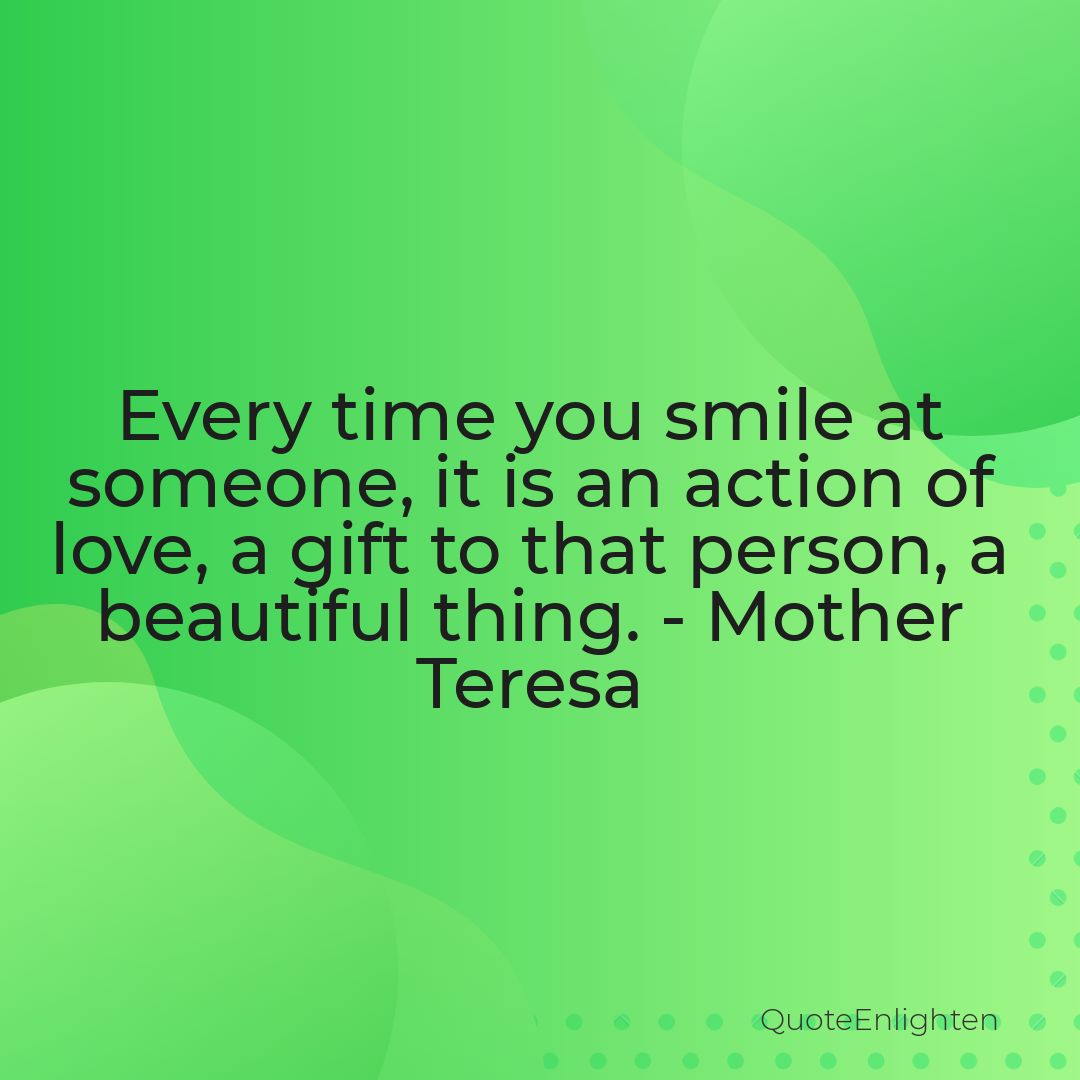 Every time you smile at
someone, it is an action of
love, a gift to that person, a
beautiful thing. - Mother
Teresa
QuoteEnlighten